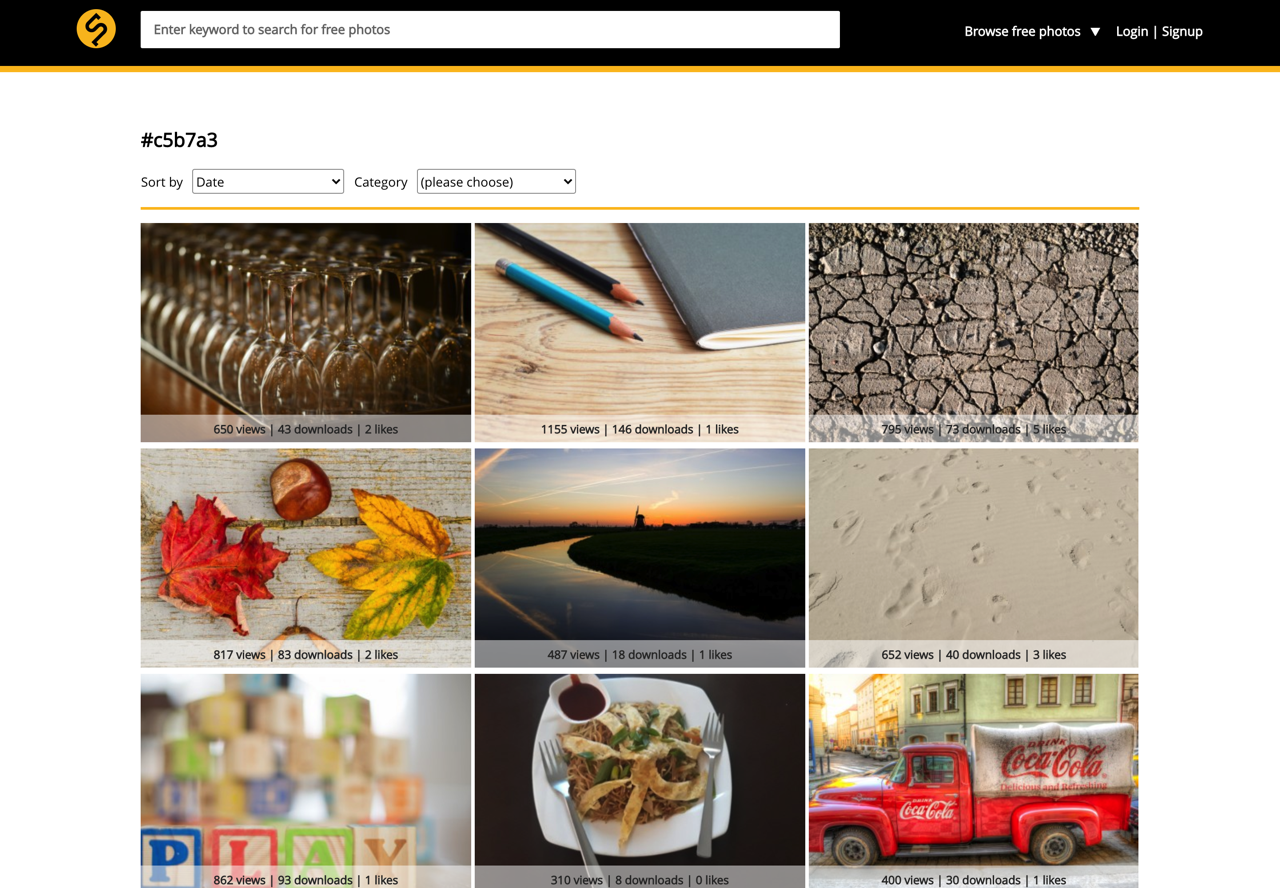 Enter keyword to search for free photos
Browse free photos ▼ Login | Signup
#c5b7a3
Sort by Date Category (please choose)
650 views | 43 downloads | 2 likes
1155 views | 146 downloads | 1 likes
795 views | 73 downloads | 5 likes
817 views | 83 downloads | 2 likes
487 views | 18 downloads | 1 likes
652 views | 40 downloads | 3 likes
PLAY
862 views | 93 downloads | 1 likes
310 views | 8 downloads | 0 likes
DRINK
Coca-Cola
Delicious and Refreshing
DRINK
Coca-Cola
400 views | 30 downloads | 1 likes